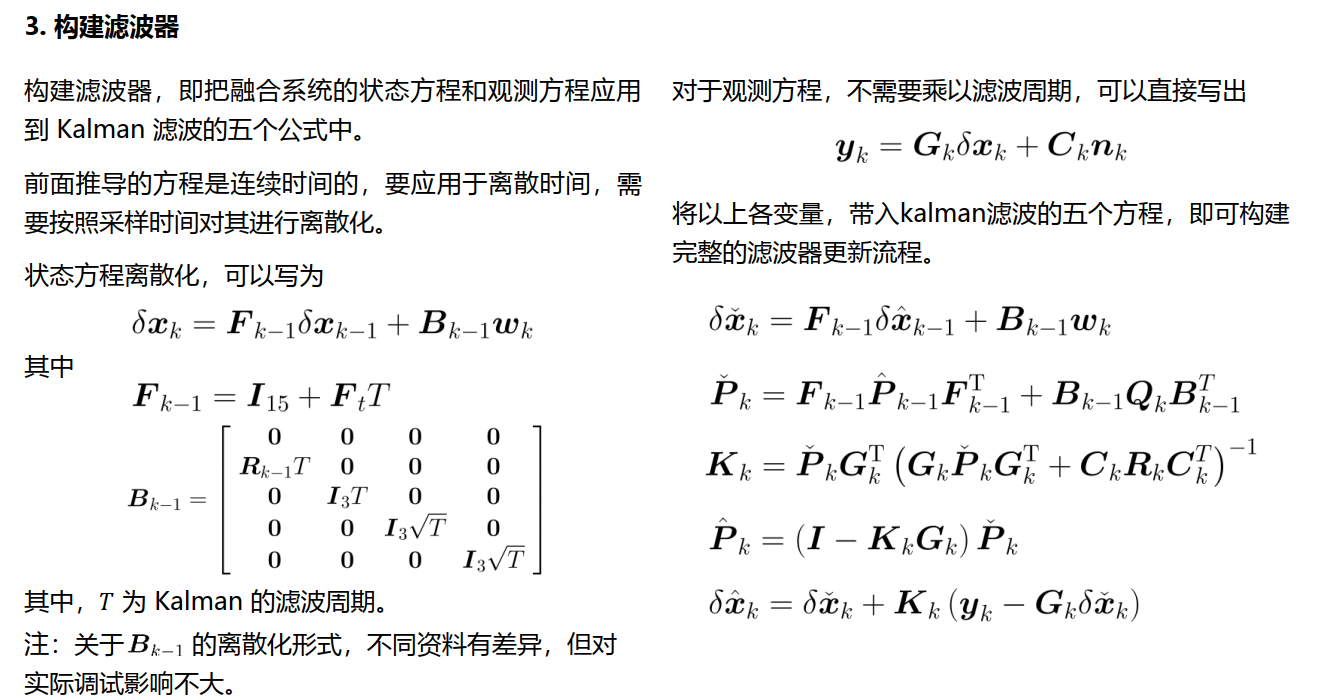 3. 构建滤波器
构建滤波器，即把融合系统的状态方程和观测方程应用
到 Kalman 滤波的五个公式中。
前面推导的方程是连续时间的，要应用于离散时间，需
要按照采样时间对其进行离散化。
状态方程离散化，可以写为
$\delta \boldsymbol{x}_k = \boldsymbol{F}_{k-1} \delta \boldsymbol{x}_{k-1} + \boldsymbol{B}_{k-1} \boldsymbol{w}_k$
其中
$\boldsymbol{F}_{k-1} = \boldsymbol{I}_{15} + \boldsymbol{F}_t T$
$\boldsymbol{B}_{k-1} = \begin{bmatrix} \mathbf{0} & \mathbf{0} & \mathbf{0} & \mathbf{0} \\ \boldsymbol{R}_{k-1}T & \mathbf{0} & \mathbf{0} & \mathbf{0} \\ \mathbf{0} & \boldsymbol{I}_3 T & \mathbf{0} & \mathbf{0} \\ \mathbf{0} & \mathbf{0} & \boldsymbol{I}_3 \sqrt{T} & \mathbf{0} \\ \mathbf{0} & \mathbf{0} & \mathbf{0} & \boldsymbol{I}_3 \sqrt{T} \end{bmatrix}$
其中，$T$ 为 Kalman 的滤波周期。
注：关于 $\boldsymbol{B}_{k-1}$ 的离散化形式，不同资料有差异，但对
实际调试影响不大。
对于观测方程，不需要乘以滤波周期，可以直接写出
$\boldsymbol{y}_k = \boldsymbol{G}_k \delta \boldsymbol{x}_k + \boldsymbol{C}_k \boldsymbol{n}_k$
将以上各变量，带入kalman滤波的五个方程，即可构建
完整的滤波器更新流程。
$\delta \check{\boldsymbol{x}}_k = \boldsymbol{F}_{k-1} \delta \hat{\boldsymbol{x}}_{k-1} + \boldsymbol{B}_{k-1} \boldsymbol{w}_k$
$\check{\boldsymbol{P}}_k = \boldsymbol{F}_{k-1} \hat{\boldsymbol{P}}_{k-1} \boldsymbol{F}_{k-1}^{\mathrm{T}} + \boldsymbol{B}_{k-1} \boldsymbol{Q}_k \boldsymbol{B}_{k-1}^{T}$
$\boldsymbol{K}_k = \check{\boldsymbol{P}}_k \boldsymbol{G}_k^{\mathrm{T}} \left( \boldsymbol{G}_k \check{\boldsymbol{P}}_k \boldsymbol{G}_k^{\mathrm{T}} + \boldsymbol{C}_k \boldsymbol{R}_k \boldsymbol{C}_k^{T} \right)^{-1}$
$\hat{\boldsymbol{P}}_k = (\boldsymbol{I} - \boldsymbol{K}_k \boldsymbol{G}_k) \check{\boldsymbol{P}}_k$
$\delta \hat{\boldsymbol{x}}_k = \delta \check{\boldsymbol{x}}_k + \boldsymbol{K}_k (\boldsymbol{y}_k - \boldsymbol{G}_k \delta \check{\boldsymbol{x}}_k)$